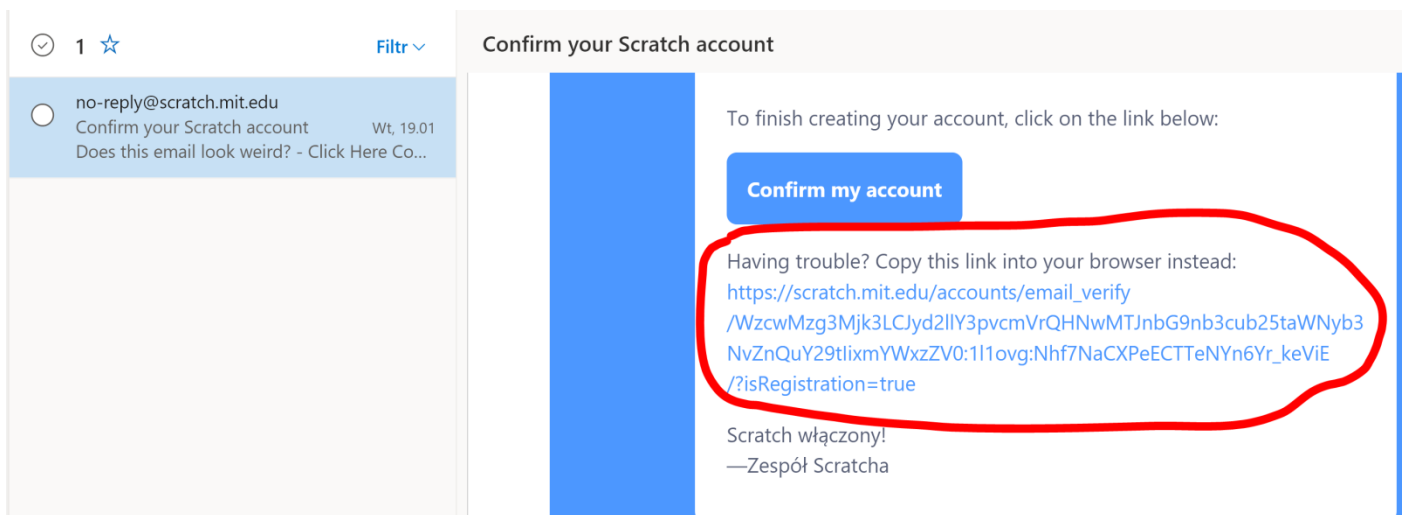 1
Filtr
Confirm your Scratch account
no-reply@scratch.mit.edu
Confirm your Scratch account Wt, 19.01
Does this email look weird? - Click Here Co...
To finish creating your account, click on the link below:
Confirm my account
Having trouble? Copy this link into your browser instead:
https://scratch.mit.edu/accounts/email_verify
/WzcwMzg3Mjk3LCJyd2llY3pvcmVrQHNwMTJnbG9nb3cub25taWNyb3
NvZnQuY29tIixmYWxzZV0:1l1ovg:Nhf7NaCXPeECTTeNYn6Yr_keViE
/?isRegistration=true
Scratch włączony!
—Zespół Scratcha